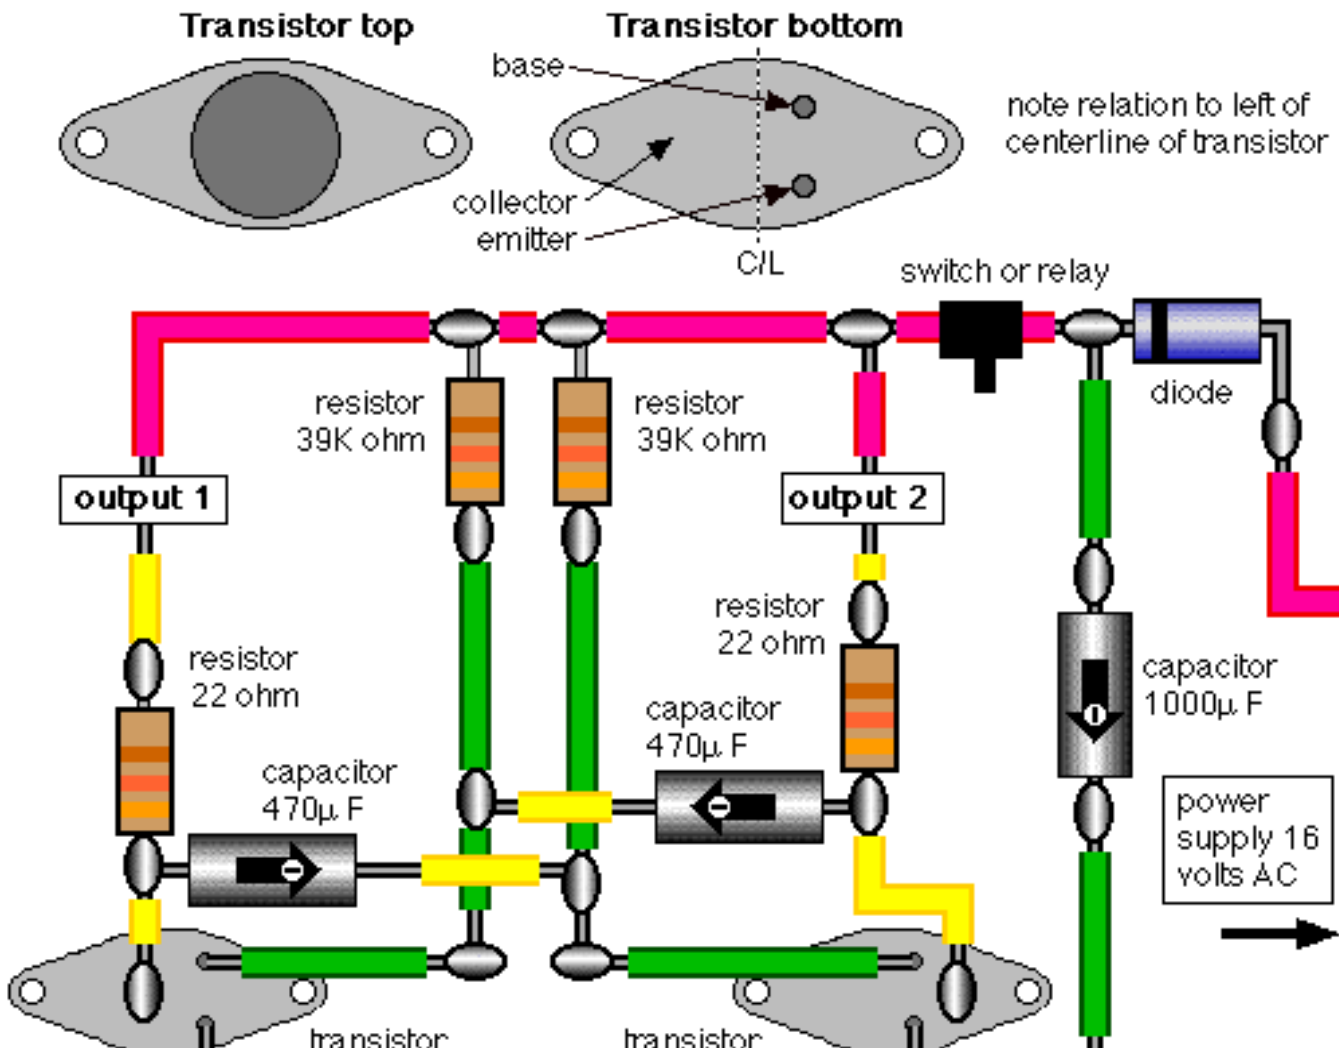 Transistor top
Transistor bottom
base
note relation to left of
centerline of transistor
collector
emitter
C/L
switch or relay
diode
resistor
39K ohm
resistor
39K ohm
output 1
output 2
resistor
22 ohm
resistor
22 ohm
capacitor
1000µ F
capacitor
470µ F
capacitor
470µ F
power
supply 16
volts AC
transistor
transistor